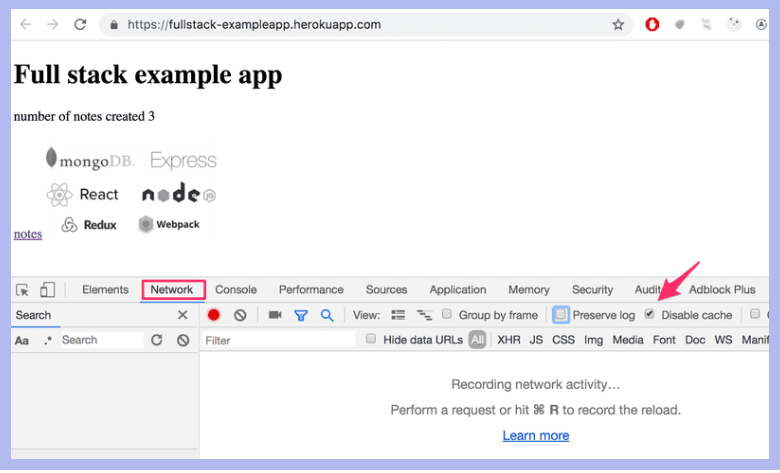 https://fullstack-exampleapp.herokuapp.com
Full stack example app
number of notes created 3
mongoDB. Express
React node JS
notes Redux Webpack
Elements Network Console Performance Sources Application Memory Security Audit Adblock Plus
Search View: Group by frame Preserve log Disable cache
Aa .* Search Filter Hide data URLs All XHR JS CSS Img Media Font Doc WS Manif
Recording network activity…
Perform a request or hit ⌘ R to record the reload.
Learn more